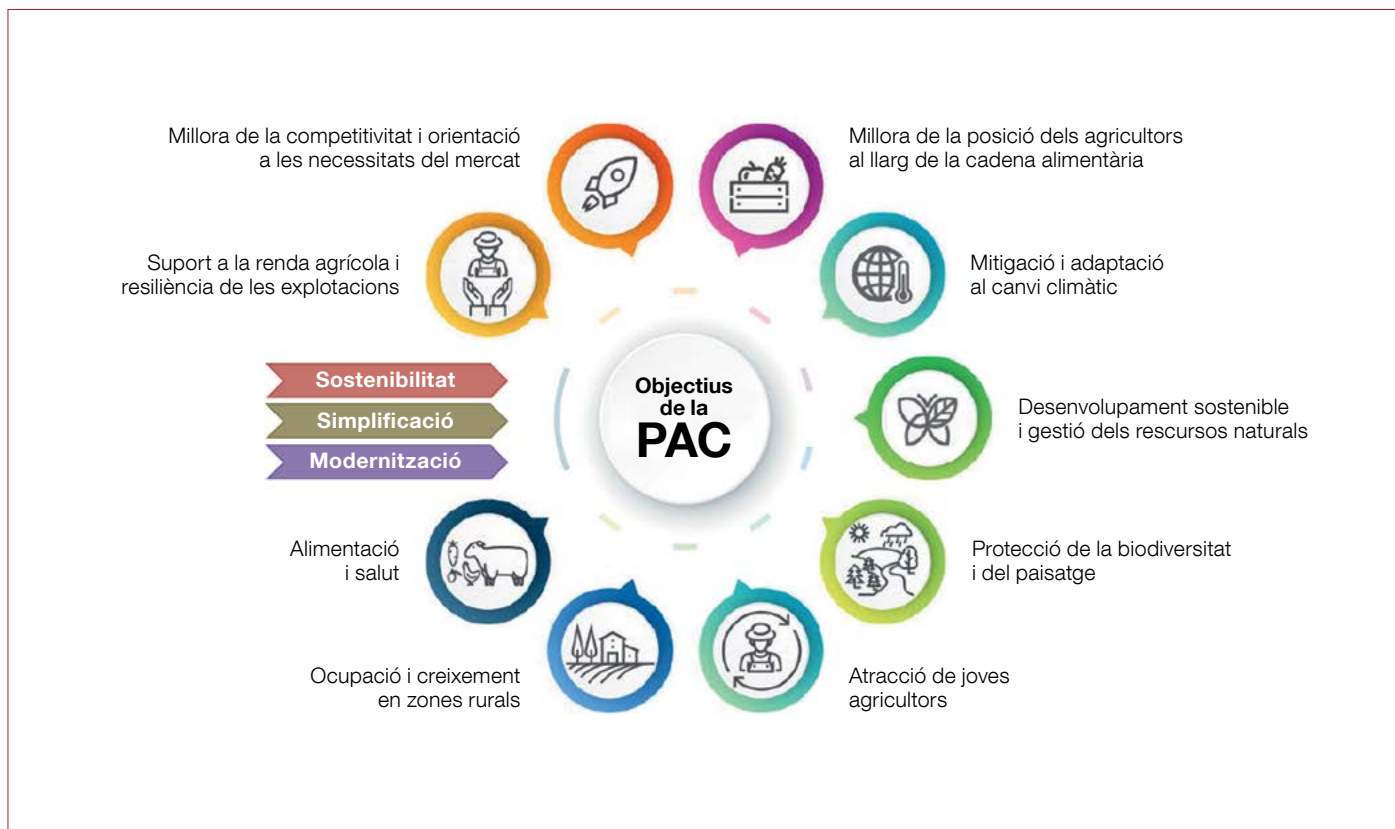 Millora de la competitivitat i orientació
a les necessitats del mercat
Millora de la posició dels agricultors
al llarg de la cadena alimentària
Suport a la renda agrícola i
resiliència de les explotacions
Mitigació i adaptació
al canvi climàtic
Sostenibilitat
Simplificació
Modernització
Objectius
de la
PAC
Desenvolupament sostenible
i gestió dels rescursos naturals
Alimentació
i salut
Protecció de la biodiversitat
i del paisatge
Ocupació i creixement
en zones rurals
Atracció de joves
agricultors